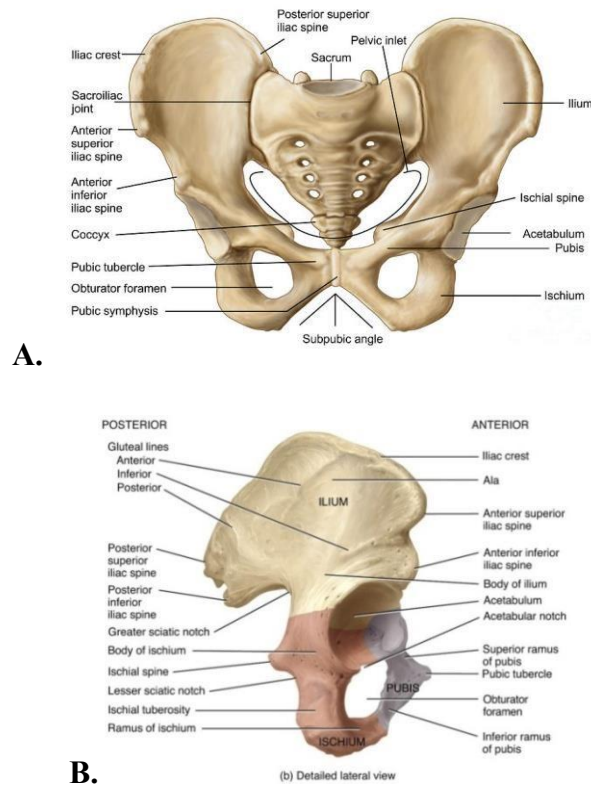 Posterior superior
iliac spine
Iliac crest
Pelvic inlet
Sacrum
Sacroiliac
joint
Ilium
Anterior
superior
iliac spine
Anterior
inferior
iliac spine
Ischial spine
Coccyx
Acetabulum
Pubis
Pubic tubercle
Obturator foramen
Ischium
Pubic symphysis
Subpubic angle
A.
POSTERIOR
ANTERIOR
Gluteal lines
Anterior
Inferior
Posterior
Iliac crest
Ala
ILIUM
Anterior superior
iliac spine
Posterior
superior
iliac spine
Anterior inferior
iliac spine
Body of ilium
Posterior
inferior
iliac spine
Acetabulum
Acetabular notch
Greater sciatic notch
Body of ischium
Superior ramus
of pubis
Ischial spine
Pubic tubercle
Lesser sciatic notch
PUBIS
Obturator
foramen
Ischial tuberosity
Ramus of ischium
Inferior ramus
of pubis
ISCHIUM
B.
(b) Detailed lateral view